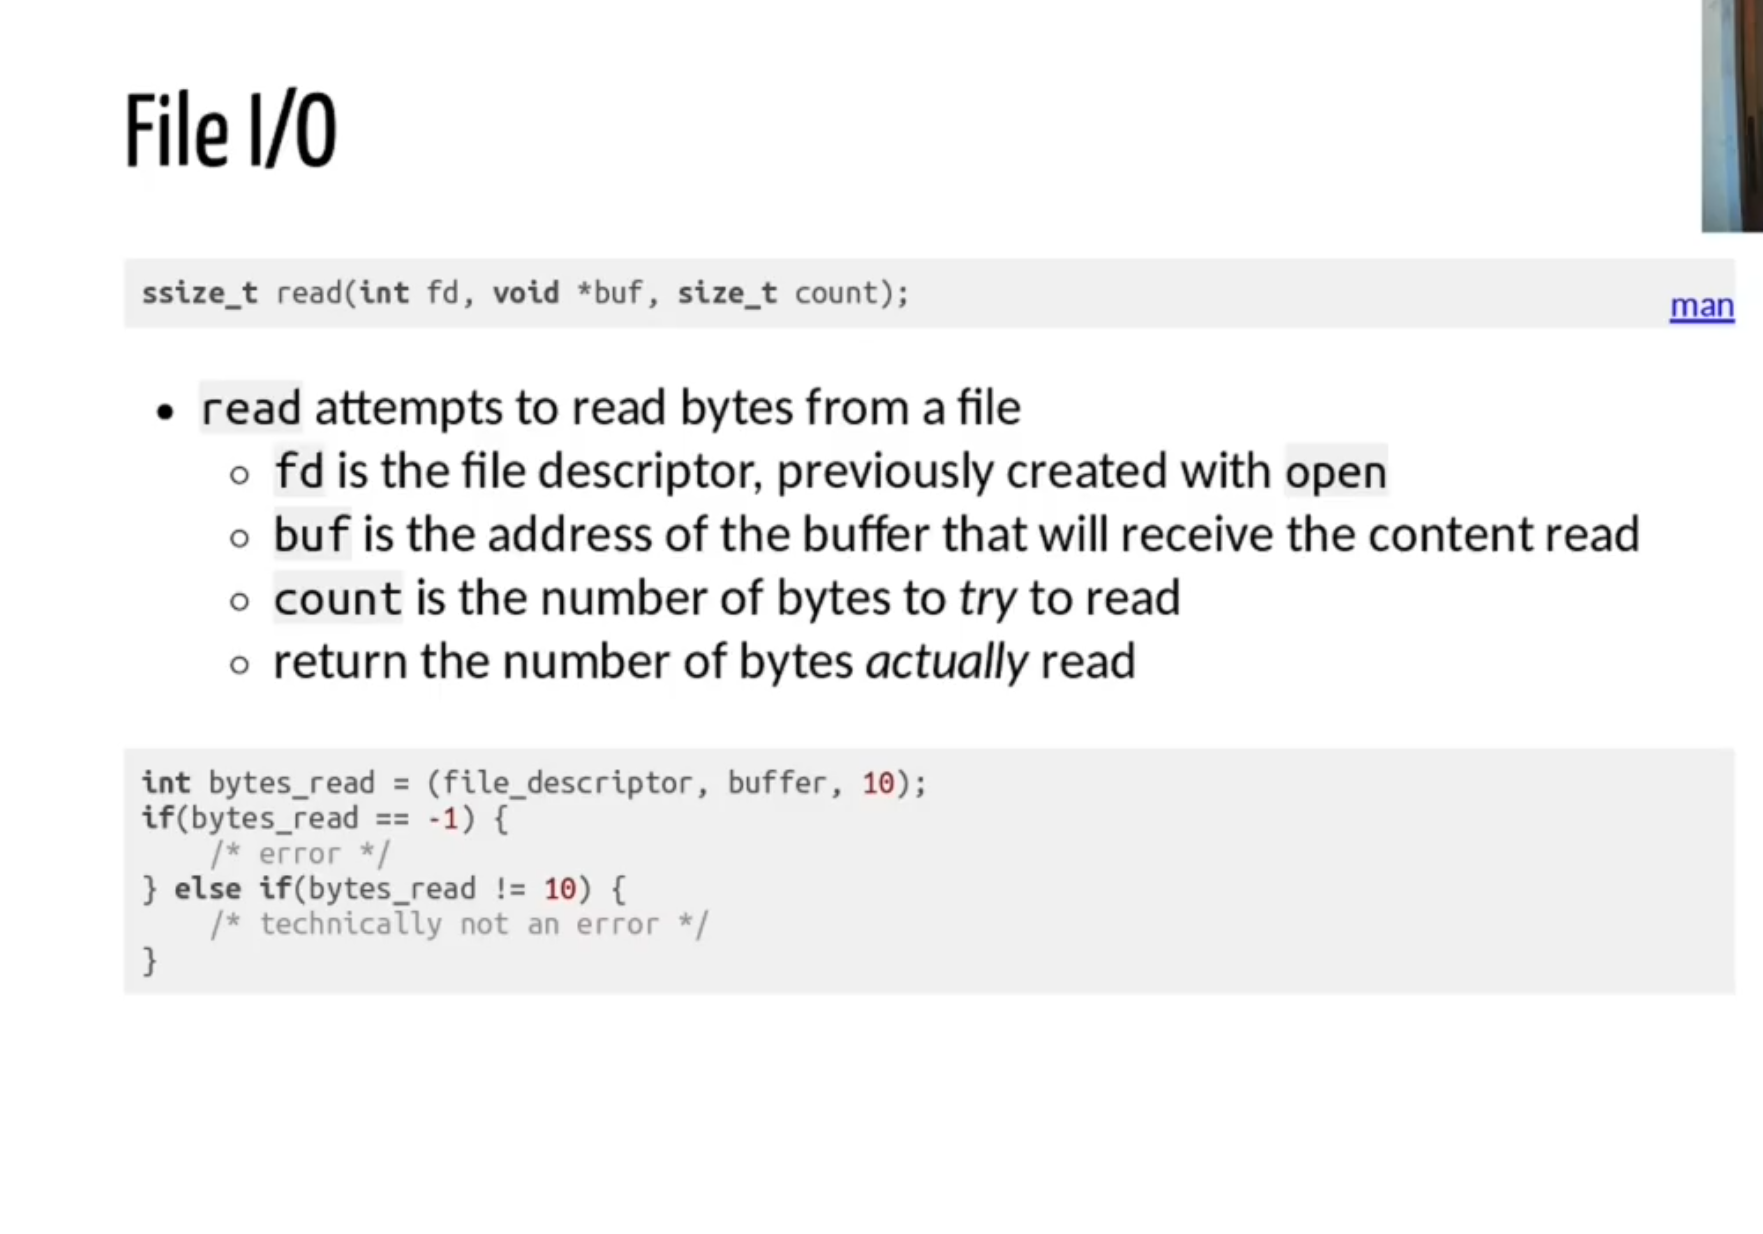 File I/O
ssize_t read(int fd, void *buf, size_t count);
man
read attempts to read bytes from a file
fd is the file descriptor, previously created with open
buf is the address of the buffer that will receive the content read
count is the number of bytes to try to read
return the number of bytes actually read
int bytes_read = (file_descriptor, buffer, 10);
if(bytes_read == -1) {
    /* error */
} else if(bytes_read != 10) {
    /* technically not an error */
}